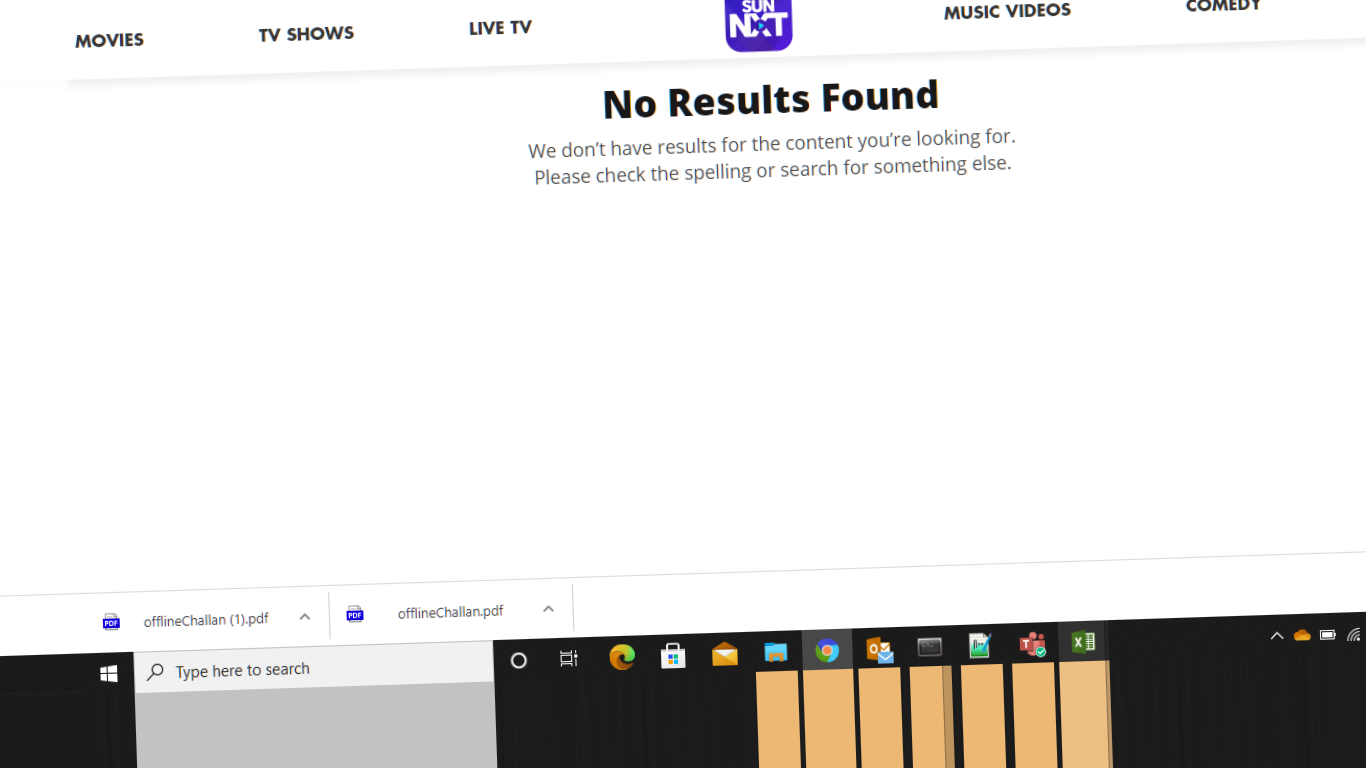 MOVIES
TV SHOWS
LIVE TV
SUN
NXT
MUSIC VIDEOS
COMEDY
No Results Found
We don’t have results for the content you’re looking for.
Please check the spelling or search for something else.
PDF
offlineChallan (1).pdf
PDF
offlineChallan.pdf
Type here to search